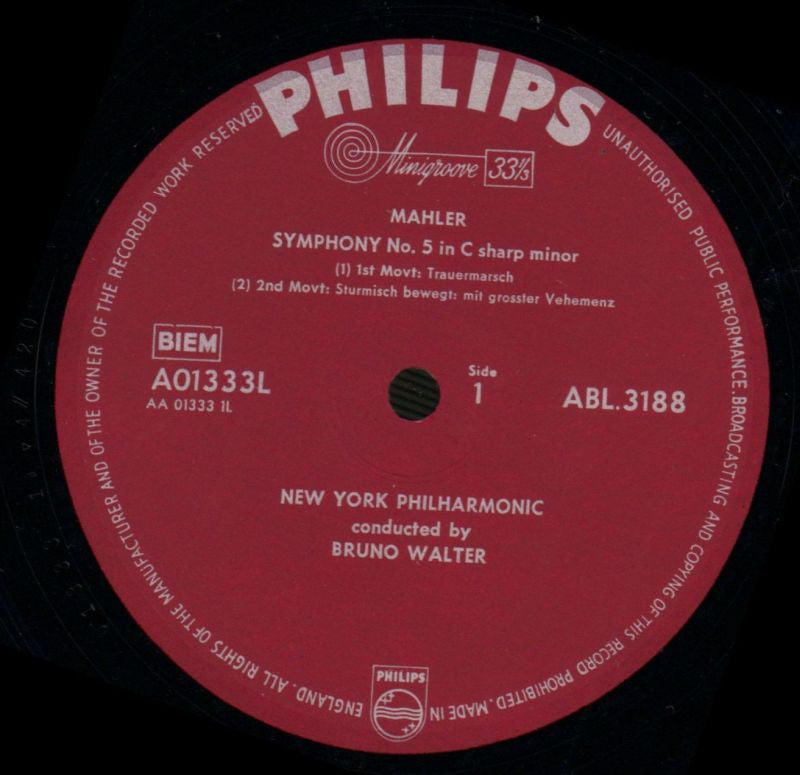 PHILIPS
Minigroove 33⅓
MAHLER
SYMPHONY No. 5 in C sharp minor
(1) 1st Movt: Trauermarsch
(2) 2nd Movt: Sturmisch bewegt: mit grosster Vehemenz
BIEM
A01333L
AA 01333 1L
Side
1
ABL.3188
NEW YORK PHILHARMONIC
conducted by
BRUNO WALTER
PHILIPS
ALL RIGHTS OF THE MANUFACTURER AND OF THE OWNER OF THE RECORDED WORK RESERVED
UNAUTHORISED PUBLIC PERFORMANCE. BROADCASTING AND COPYING OF THIS RECORD PROHIBITED. MADE IN ENGLAND.